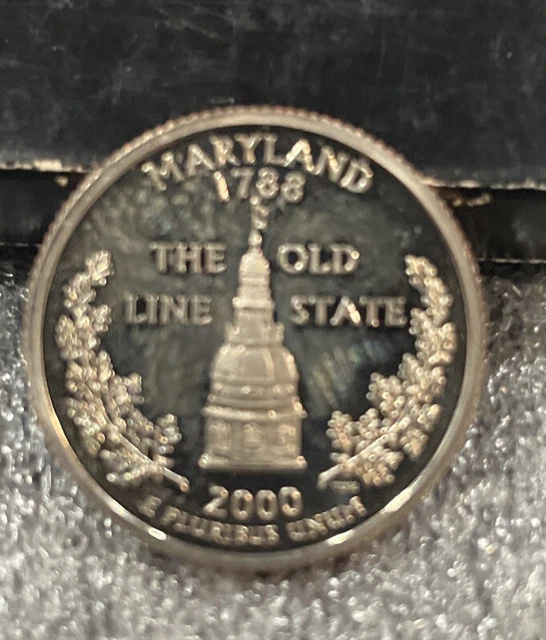 MARYLAND
1788
THE OLD
LINE STATE
2000
E PLURIBUS UNUM